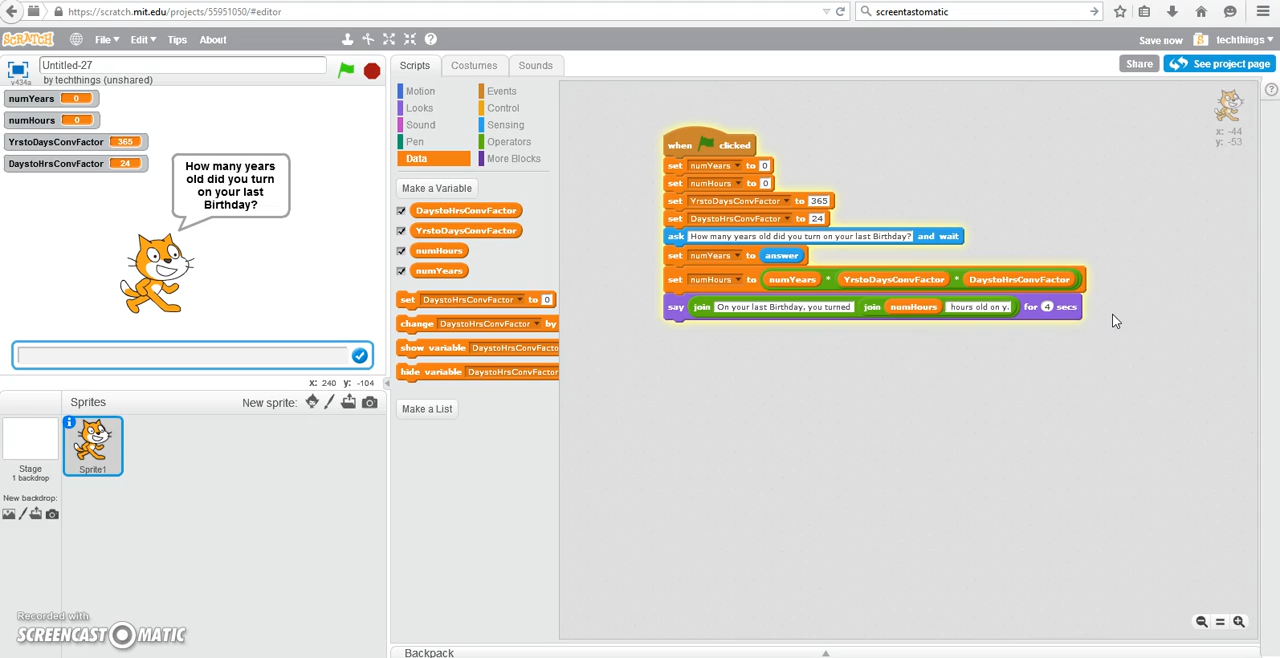 https://scratch.mit.edu/projects/55951050/#editor
screentastomatic
SCRATCH File Edit Tips About
Save now techthings
v434a
Untitled-27
by techthings (unshared)
Scripts Costumes Sounds
Share See project page
numYears 0
numHours 0
YrstoDaysConvFactor 365
DaystoHrsConvFactor 24
How many years
old did you turn
on your last
Birthday?
Motion Events
Looks Control
Sound Sensing
Pen Operators
Data More Blocks
Make a Variable
DaystoHrsConvFactor
YrstoDaysConvFactor
numHours
numYears
set DaystoHrsConvFactor to 0
change DaystoHrsConvFactor by
show variable DaystoHrsConvFacto
hide variable DaystoHrsConvFacto
Make a List
when clicked
set numYears to 0
set numHours to 0
set YrstoDaysConvFactor to 365
set DaystoHrsConvFactor to 24
ask How many years old did you turn on your last Birthday? and wait
set numYears to answer
set numHours to numYears * YrstoDaysConvFactor * DaystoHrsConvFactor
say join On your last Birthday, you turned join numHours hours old on y. for 4 secs
x: -44
y: -53
x: 240 y: -104
Sprites New sprite:
Stage
1 backdrop
New backdrop:
Sprite1
Recorded with
SCREENCAST-O-MATIC
Backpack